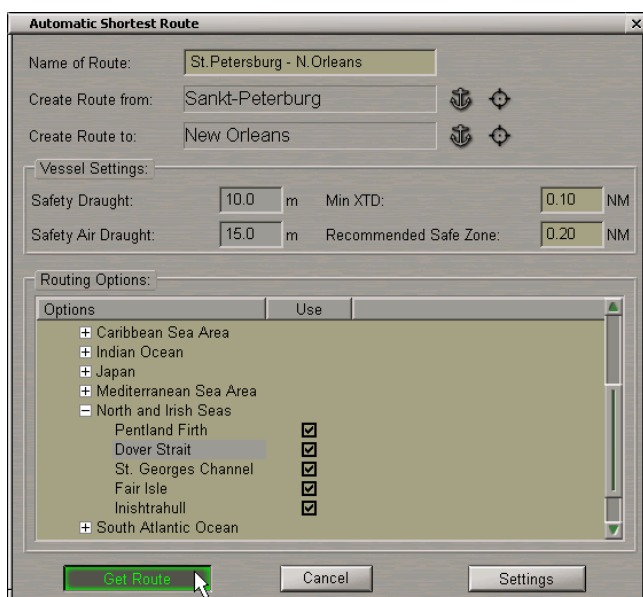 Automatic Shortest Route
Name of Route: St.Petersburg - N.Orleans
Create Route from: Sankt-Peterburg
Create Route to: New Orleans
Vessel Settings:
Safety Draught: 10.0 m Min XTD: 0.10 NM
Safety Air Draught: 15.0 m Recommended Safe Zone: 0.20 NM
Routing Options:
Options Use
Caribbean Sea Area
Indian Ocean
Japan
Mediterranean Sea Area
North and Irish Seas
Pentland Firth
Dover Strait
St. Georges Channel
Fair Isle
Inishtrahull
South Atlantic Ocean
Get Route Cancel Settings